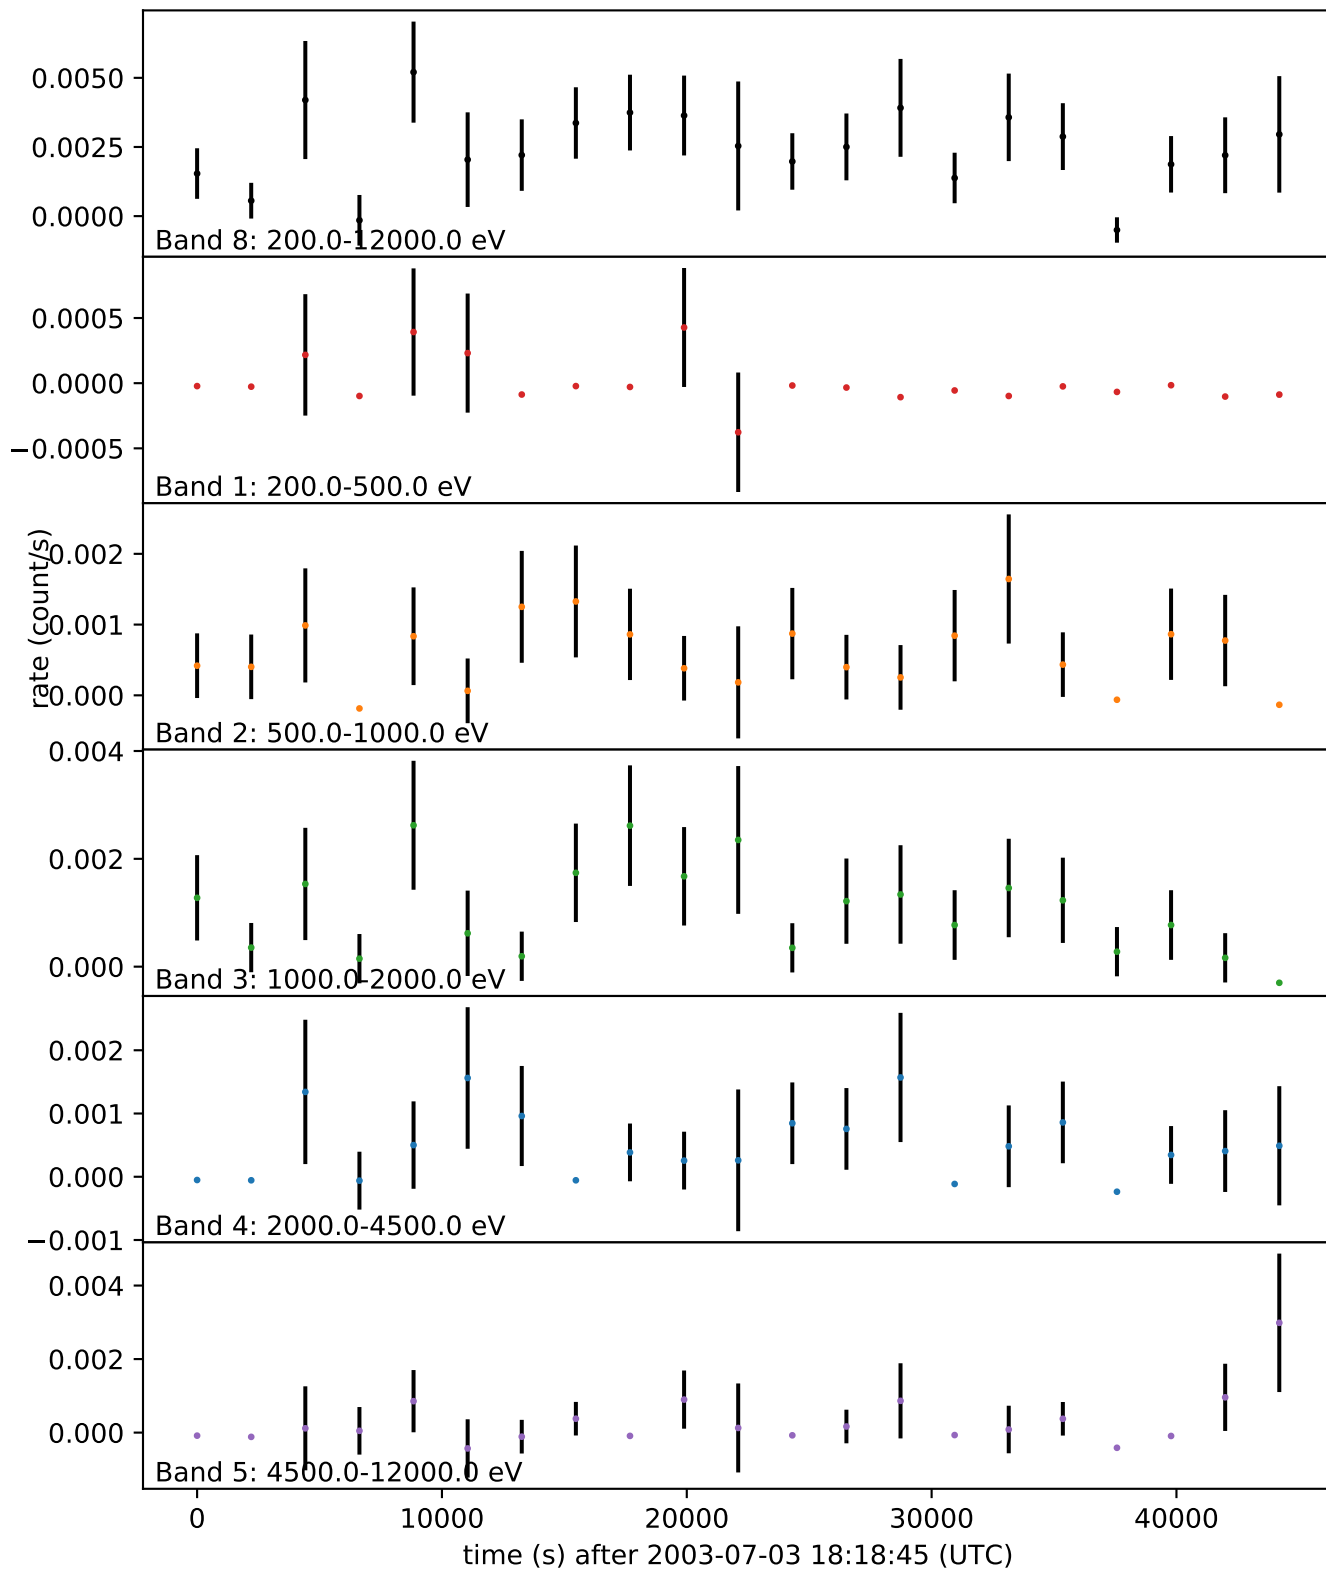 0.0050
0.0025
0.0000
Band 8: 200.0-12000.0 eV
0.0005
0.0000
−0.0005
Band 1: 200.0-500.0 eV
rate (count/s)
0.002
0.001
0.000
Band 2: 500.0-1000.0 eV
0.004
0.002
0.000
Band 3: 1000.0-2000.0 eV
0.002
0.001
0.000
−0.001
Band 4: 2000.0-4500.0 eV
0.004
0.002
0.000
Band 5: 4500.0-12000.0 eV
0 10000 20000 30000 40000
time (s) after 2003-07-03 18:18:45 (UTC)